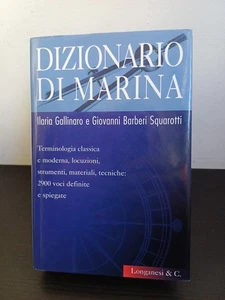 DIZIONARIO
DI MARINA
Ilaria Gallinaro e Giovanni Barberi Squarotti
Terminologia classica
e moderna, locuzioni,
strumenti, materiali, tecniche:
2900 voci definite
e spiegate
Longanesi & C.